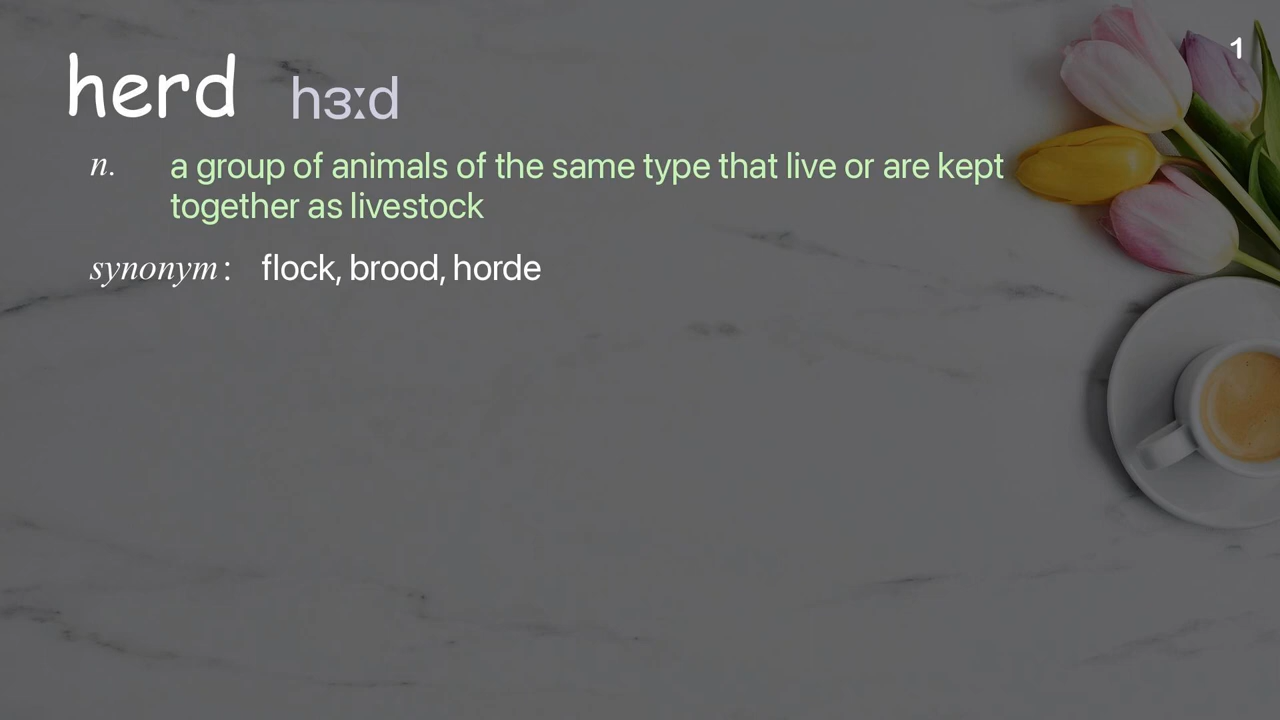 1
herd hɜːd
n. a group of animals of the same type that live or are kept
together as livestock
synonym: flock, brood, horde